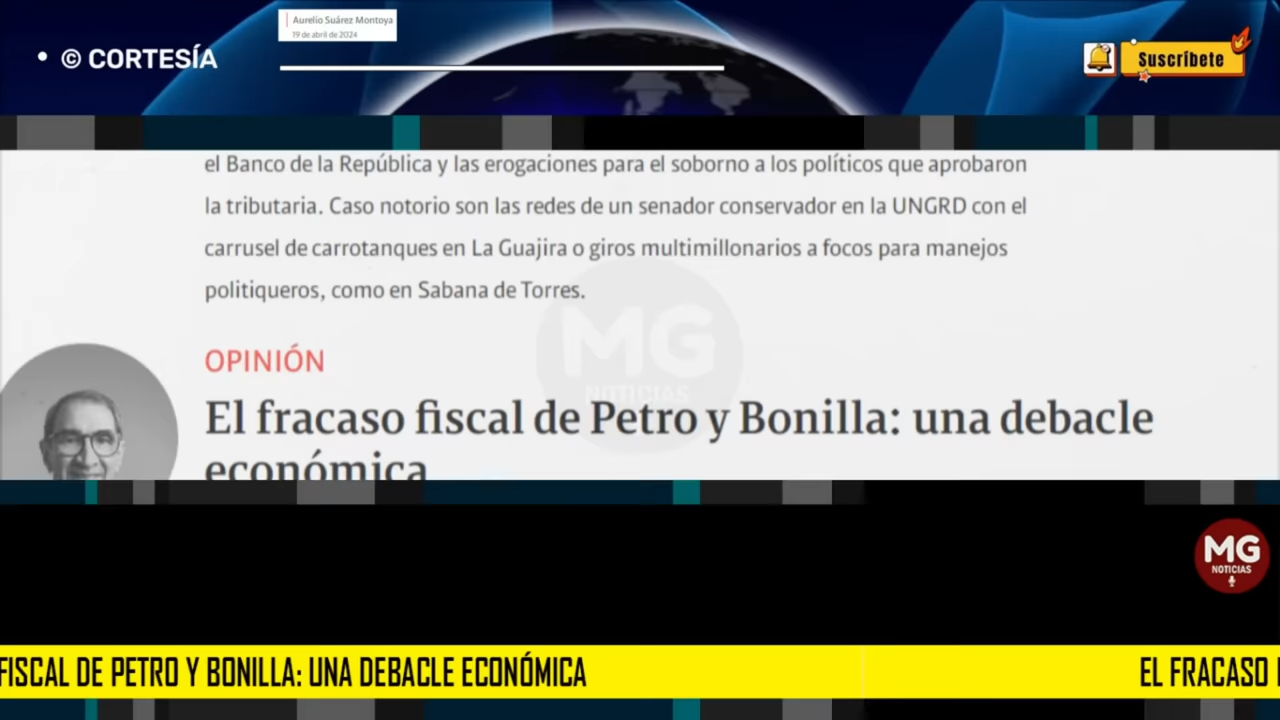 Aurelio Suárez Montoya
19 de abril de 2024
• © CORTESÍA
Suscríbete
el Banco de la República y las erogaciones para el soborno a los políticos que aprobaron
la tributaria. Caso notorio son las redes de un senador conservador en la UNGRD con el
carrusel de carrotanques en La Guajira o giros multimillonarios a focos para manejos
politiqueros, como en Sabana de Torres.
MG
NOTICIAS
OPINIÓN
El fracaso fiscal de Petro y Bonilla: una debacle
económica
MG
NOTICIAS
FISCAL DE PETRO Y BONILLA: UNA DEBACLE ECONÓMICA
EL FRACASO